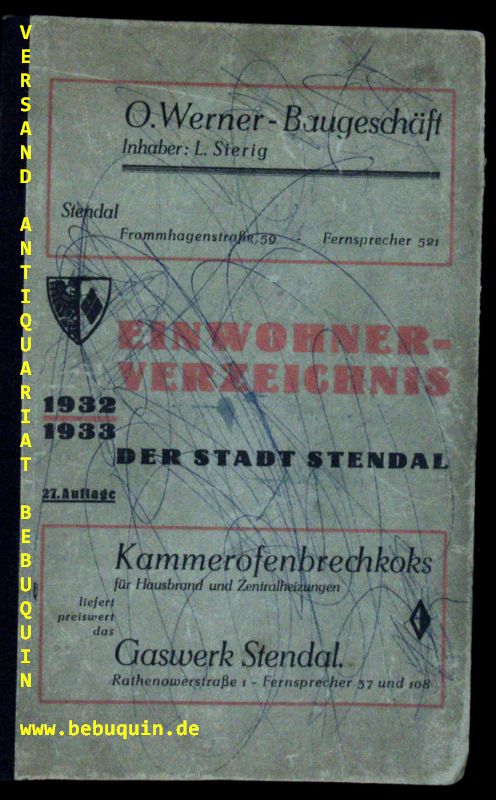 VERSAND ANTIQUARIAT BEBUQUIN
O. Werner - Baugeschäft
Inhaber: L. Sierig
Stendal
Frommhagenstraße 59 - Fernsprecher 521
EINWOHNER-
VERZEICHNIS
1932
1933
DER STADT STENDAL
27. Auflage
Kammerofenbrechkoks
für Hausbrand und Zentralheizungen
liefert
preiswert
das
Gaswerk Stendal.
Rathenowerstraße 1 - Fernsprecher 57 und 108
www.bebuquin.de